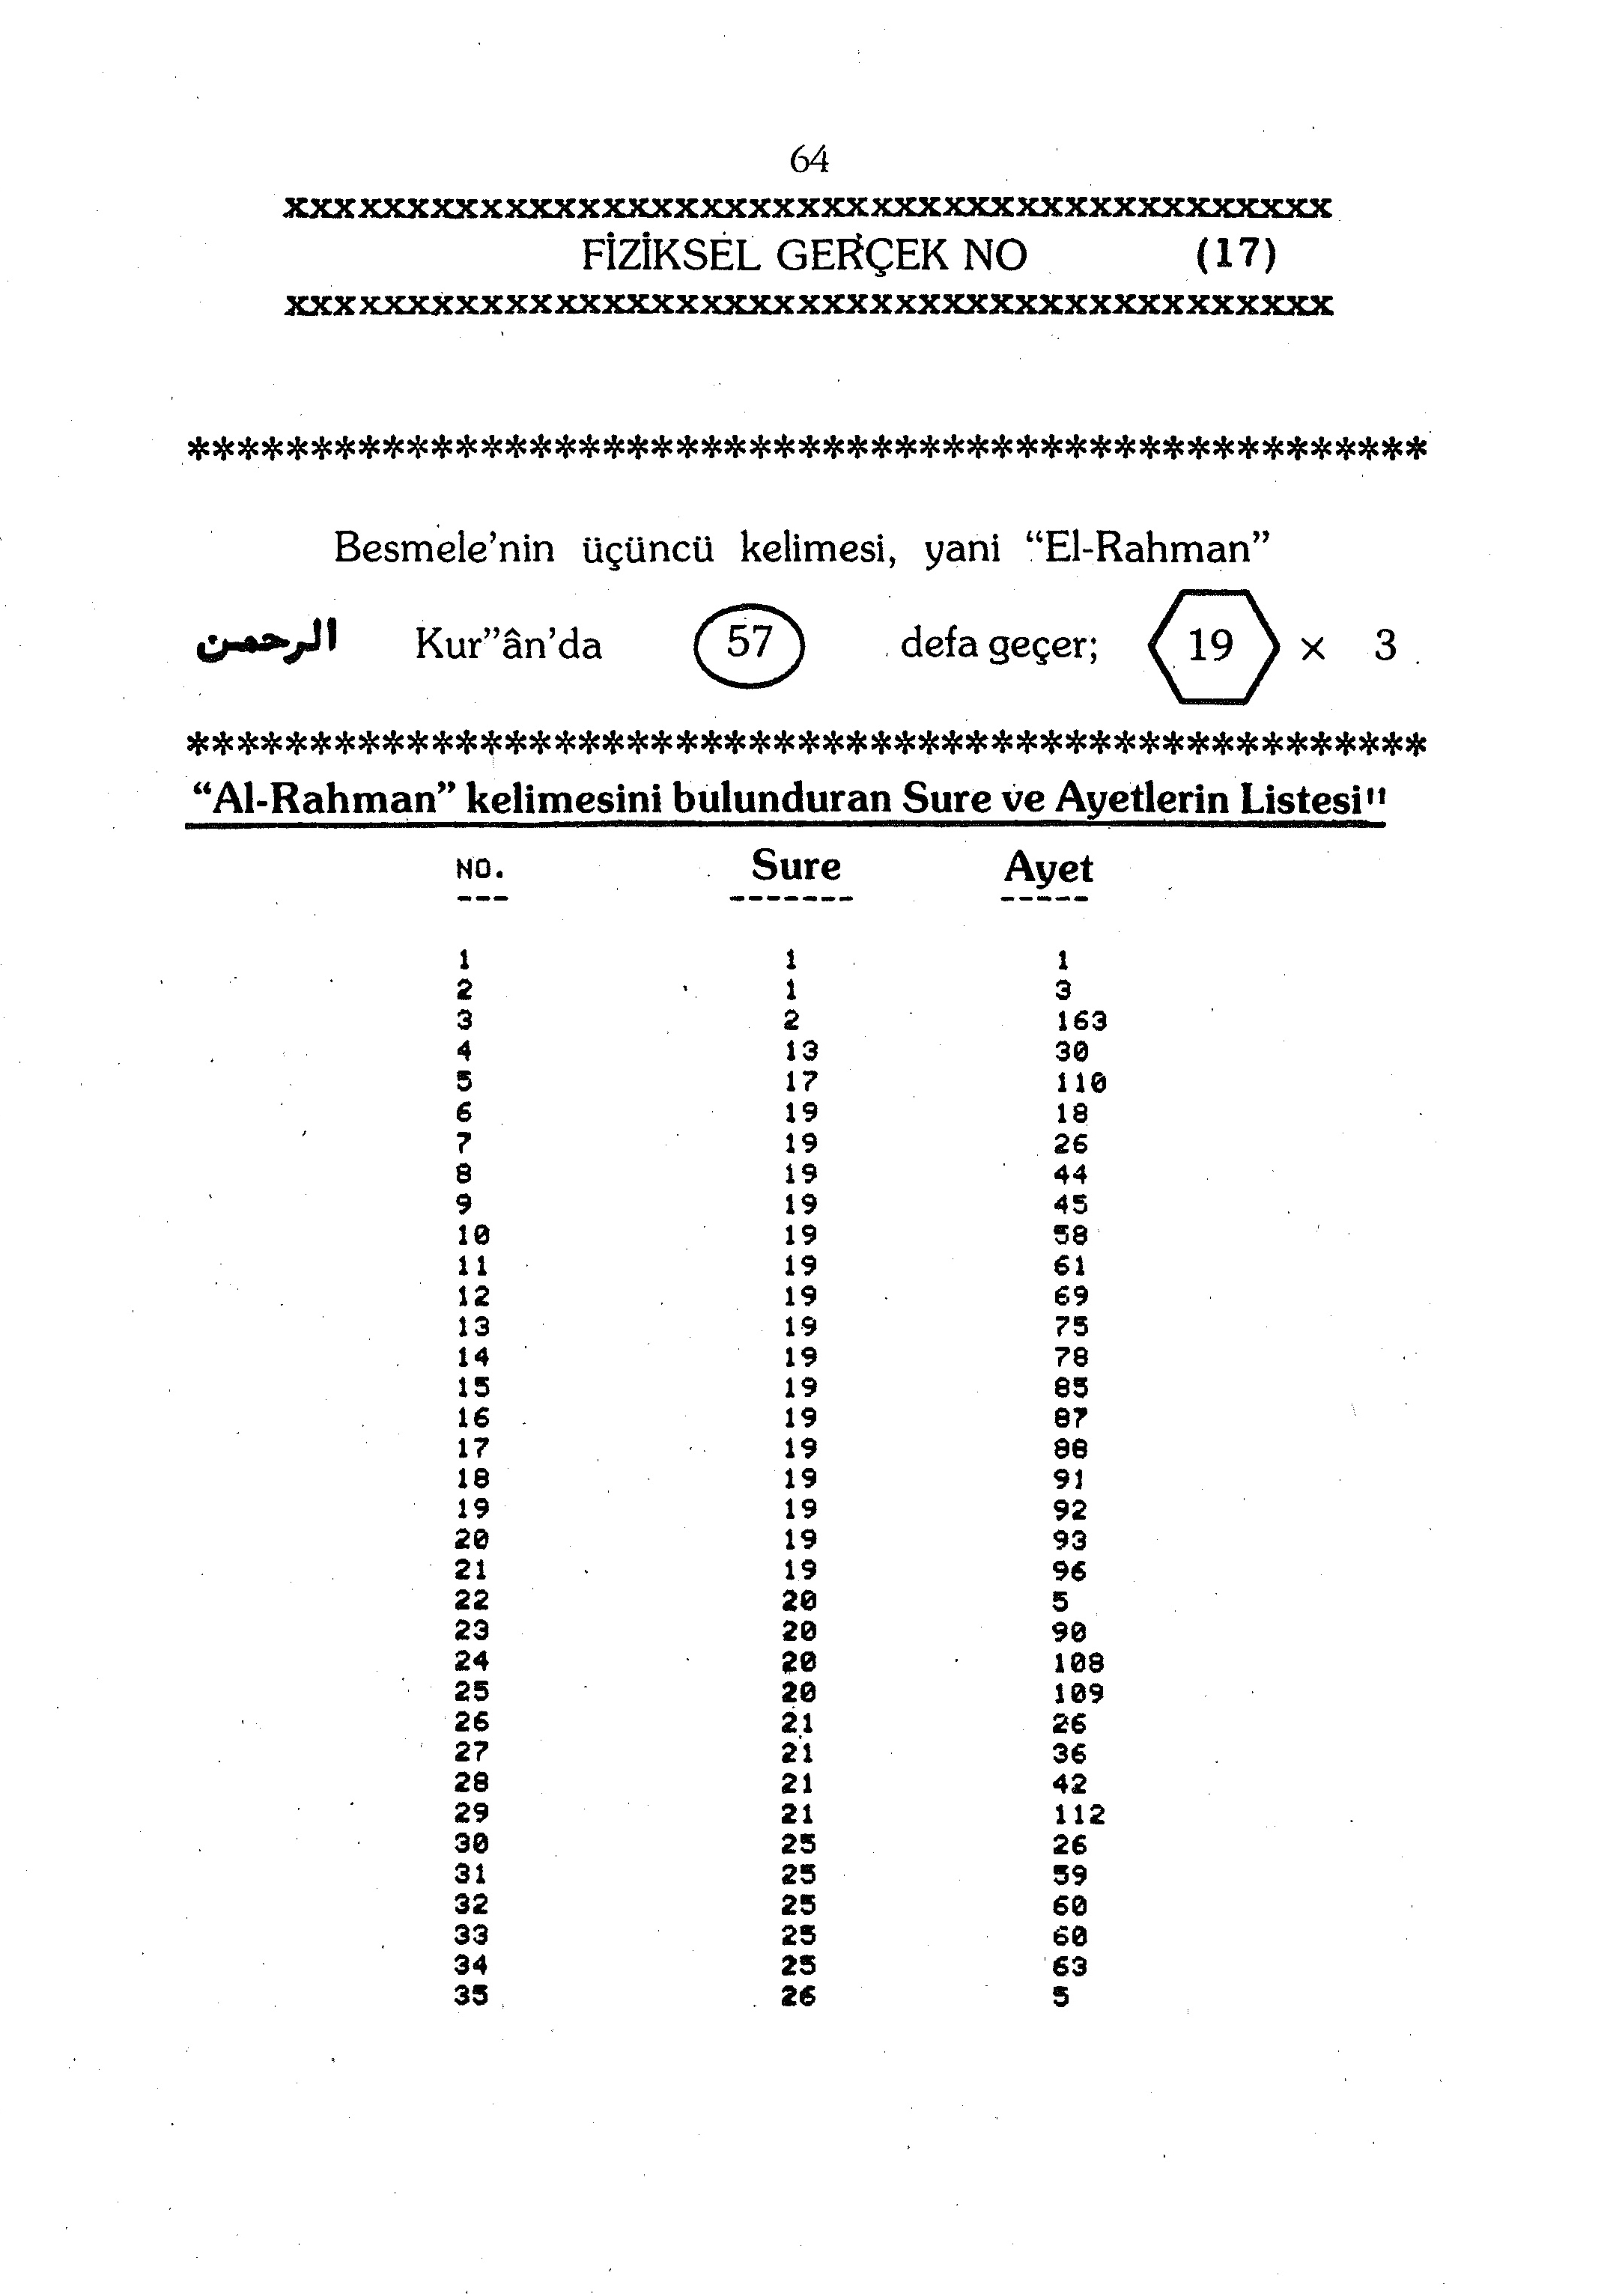 64
xxxxxxxxxxxxxxxxxxxxxxxxxxxxxxxxxxxxxxxxxxx
FİZİKSEL GERÇEK NO (17)
xxxxxxxxxxxxxxxxxxxxxxxxxxxxxxxxxxxxxxxxxxx
***************************************************
Besmele'nin üçüncü kelimesi, yani “El-Rahman”
الرحمن Kur”ân'da 57 defa geçer; 19 x 3
***************************************************
“Al-Rahman” kelimesini bulunduran Sure ve Ayetlerin Listesi"
NO. Sure Ayet
--- ------- -----
1 1 1
2 1 3
3 2 163
4 13 30
5 17 110
6 19 18
7 19 26
8 19 44
9 19 45
10 19 58
11 19 61
12 19 69
13 19 75
14 19 78
15 19 85
16 19 87
17 19 88
18 19 91
19 19 92
20 19 93
21 19 96
22 20 5
23 20 90
24 20 108
25 20 109
26 21 26
27 21 36
28 21 42
29 21 112
30 25 26
31 25 59
32 25 60
33 25 60
34 25 63
35 26 5